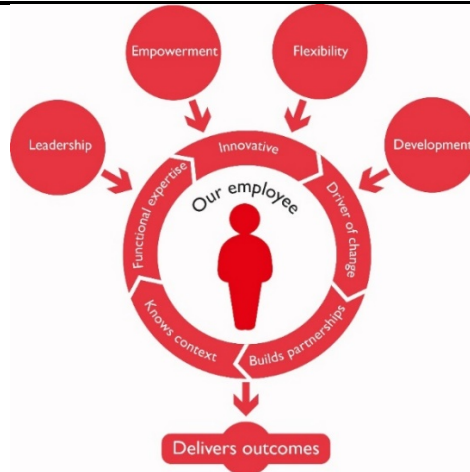 Empowerment
Flexibility
Leadership
Development
Innovative
Functional expertise
Our employee
Driver of change
Knows context
Builds partnerships
Delivers outcomes